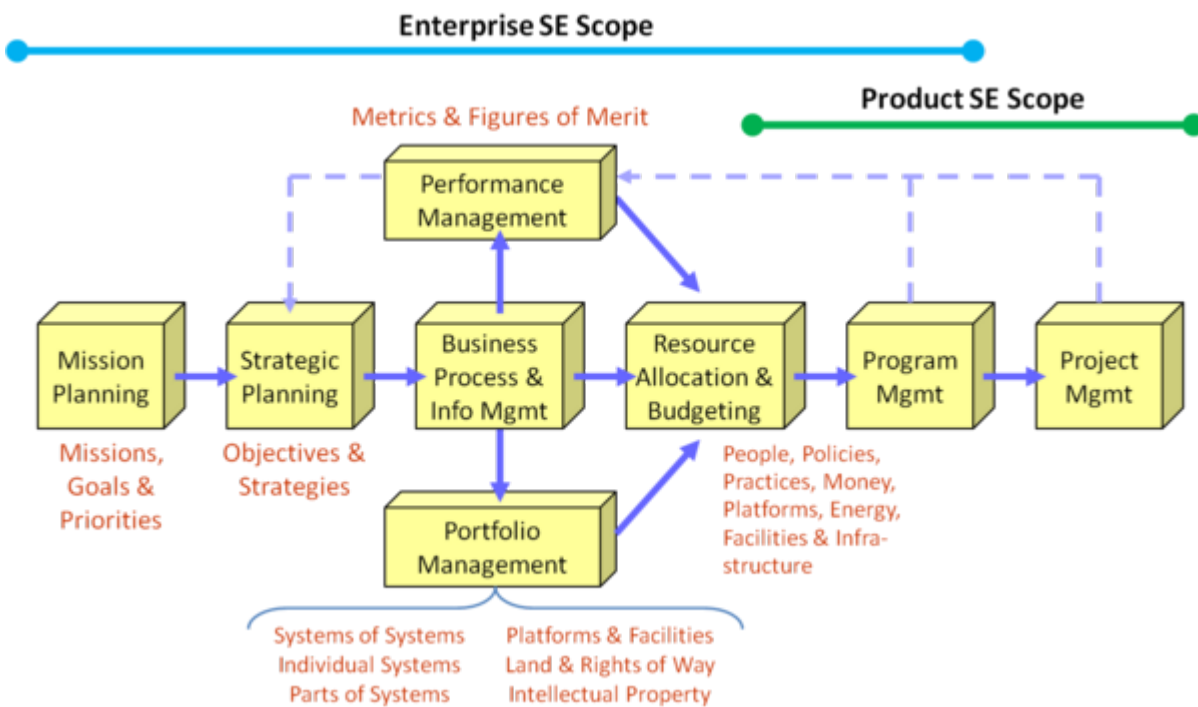 Enterprise SE Scope
Product SE Scope
Metrics & Figures of Merit
Performance
Management
Mission
Planning
Strategic
Planning
Business
Process &
Info Mgmt
Resource
Allocation &
Budgeting
Program
Mgmt
Project
Mgmt
Missions,
Goals &
Priorities
Objectives &
Strategies
People, Policies,
Practices, Money,
Platforms, Energy,
Facilities & Infra-
structure
Portfolio
Management
Systems of Systems
Individual Systems
Parts of Systems
Platforms & Facilities
Land & Rights of Way
Intellectual Property